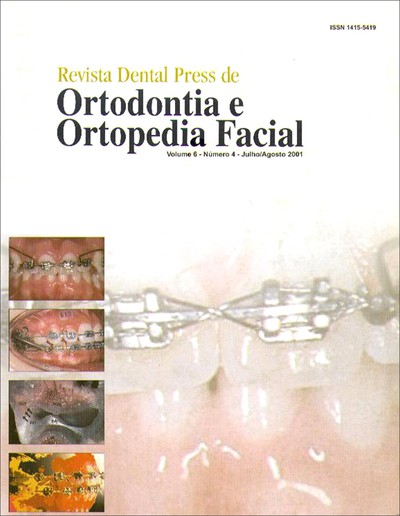 ISSN 1415-5419
Revista Dental Press de
Ortodontia e
Ortopedia Facial
Volume 6 - Número 4 - Julho/Agosto 2001